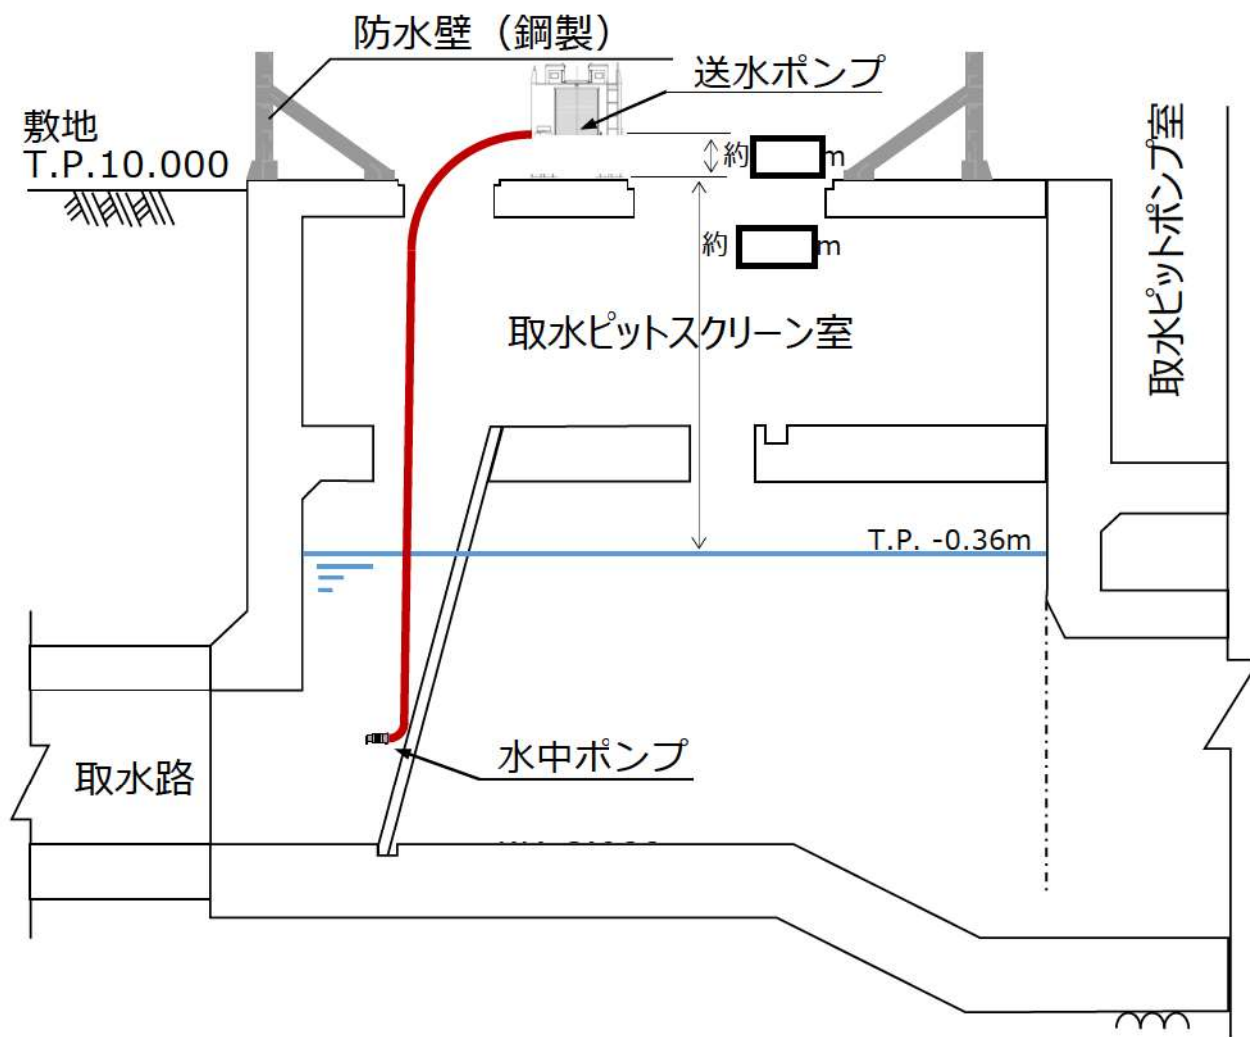 防水壁（鋼製）
送水ポンプ
敷地
T.P.10.000
約 m
約 m
取水ピットポンプ室
取水ピットスクリーン室
T.P. -0.36m
水中ポンプ
取水路